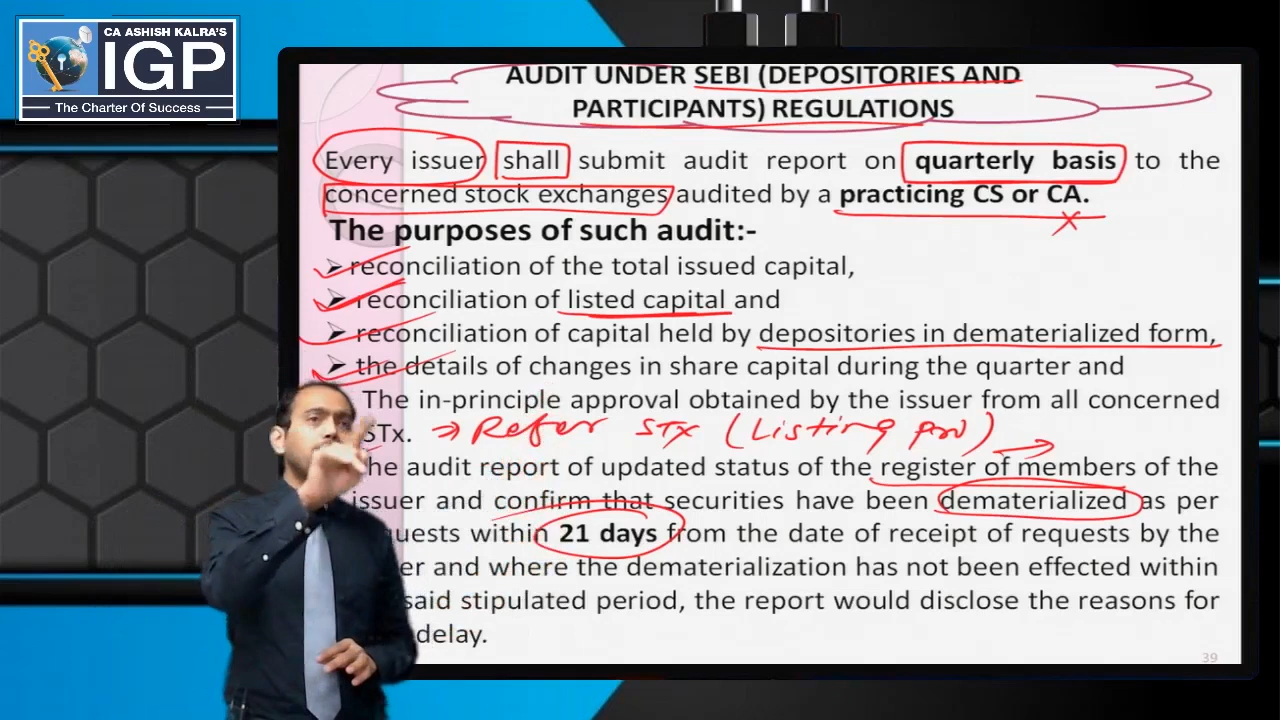 CA ASHISH KALRA'S
IGP
The Charter Of Success
AUDIT UNDER SEBI (DEPOSITORIES AND
PARTICIPANTS) REGULATIONS
Every issuer shall submit audit report on quarterly basis to the
concerned stock exchanges audited by a practicing CS or CA.
The purposes of such audit:-
reconciliation of the total issued capital,
reconciliation of listed capital and
reconciliation of capital held by depositories in dematerialized form,
the details of changes in share capital during the quarter and
The in-principle approval obtained by the issuer from all concerned
STx. → Refer STX (Listing pro)
he audit report of updated status of the register of members of the
issuer and confirm that securities have been dematerialized as per
quests within 21 days from the date of receipt of requests by the
er and where the dematerialization has not been effected within
said stipulated period, the report would disclose the reasons for
delay.
39